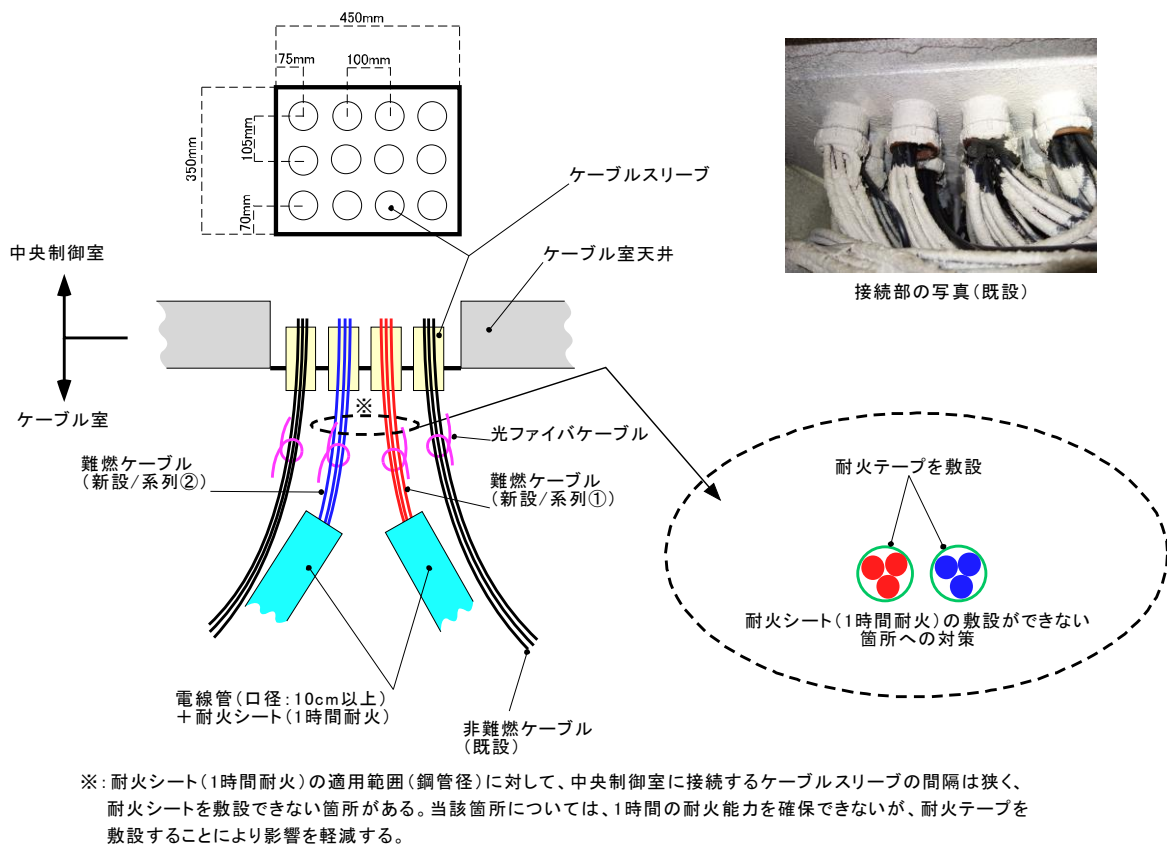 450mm
75mm
100mm
350mm
105mm
70mm
ケーブルスリーブ
ケーブル室天井
中央制御室
ケーブル室
接続部の写真(既設)
※
光ファイバケーブル
難燃ケーブル
(新設/系列②)
難燃ケーブル
(新設/系列①)
耐火テープを敷設
耐火シート(1時間耐火)の敷設ができない
箇所への対策
電線管(口径:10cm以上)
+耐火シート(1時間耐火)
非難燃ケーブル
(既設)
※:耐火シート(1時間耐火)の適用範囲(鋼管径)に対して、中央制御室に接続するケーブルスリーブの間隔は狭く、
耐火シートを敷設できない箇所がある。当該箇所については、1時間の耐火能力を確保できないが、耐火テープを
敷設することにより影響を軽減する。